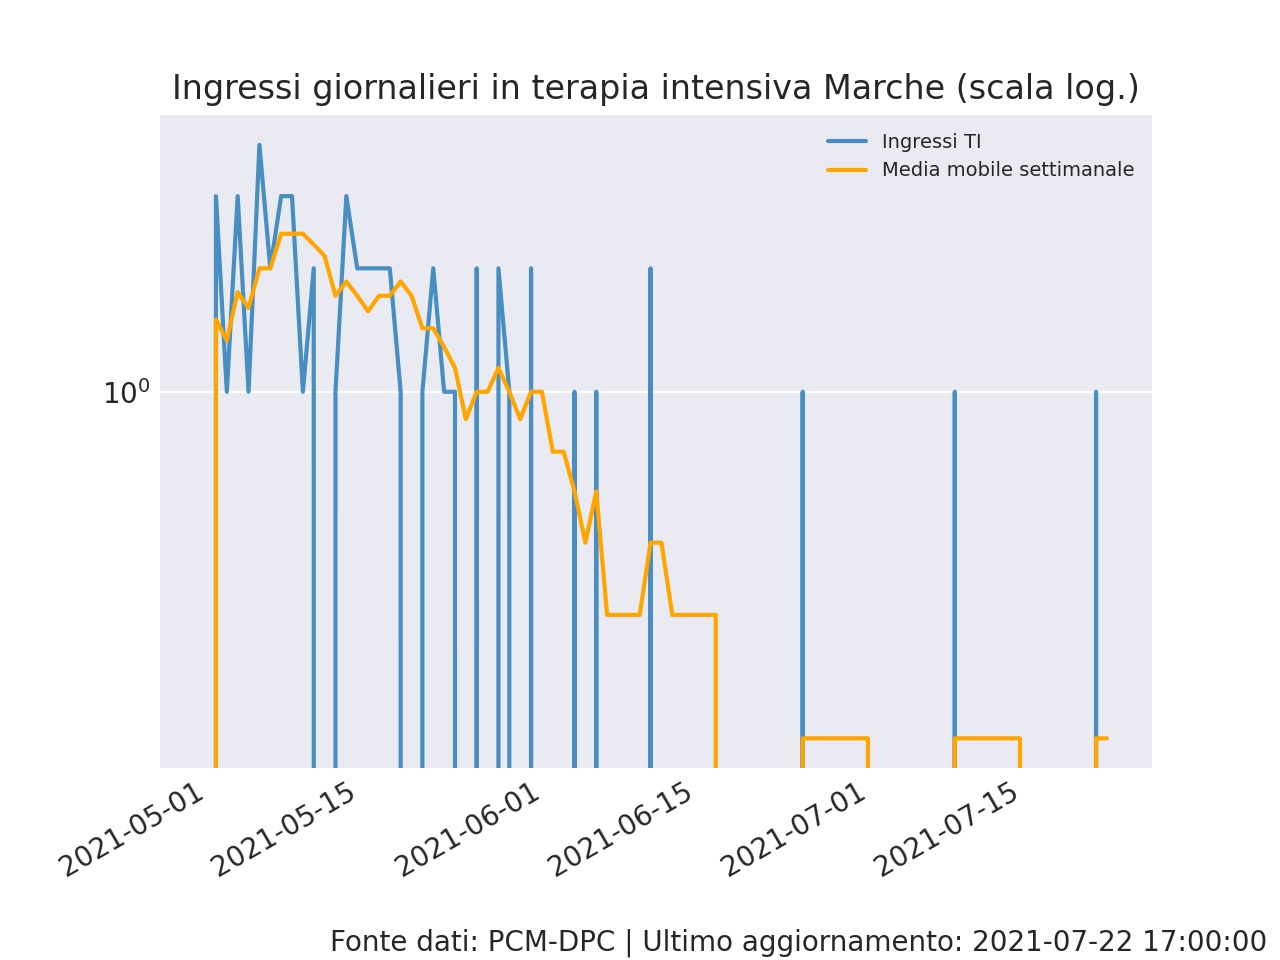 Ingressi giornalieri in terapia intensiva Marche (scala log.)
Ingressi TI
Media mobile settimanale
10⁰
2021-05-01
2021-05-15
2021-06-01
2021-06-15
2021-07-01
2021-07-15
Fonte dati: PCM-DPC | Ultimo aggiornamento: 2021-07-22 17:00:00